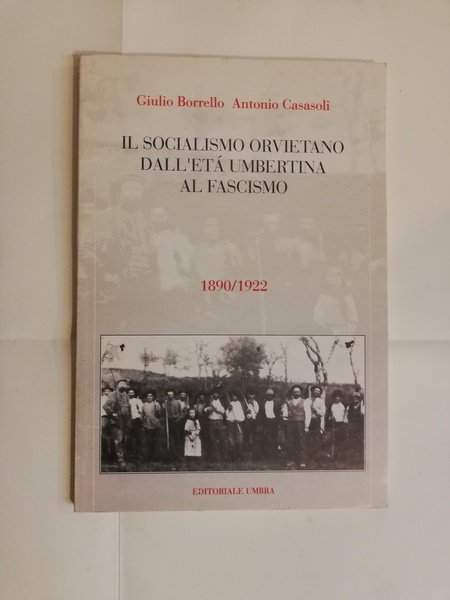 Giulio Borrello Antonio Casasoli
IL SOCIALISMO ORVIETANO
DALL'ETÁ UMBERTINA
AL FASCISMO
1890/1922
EDITORIALE UMBRA